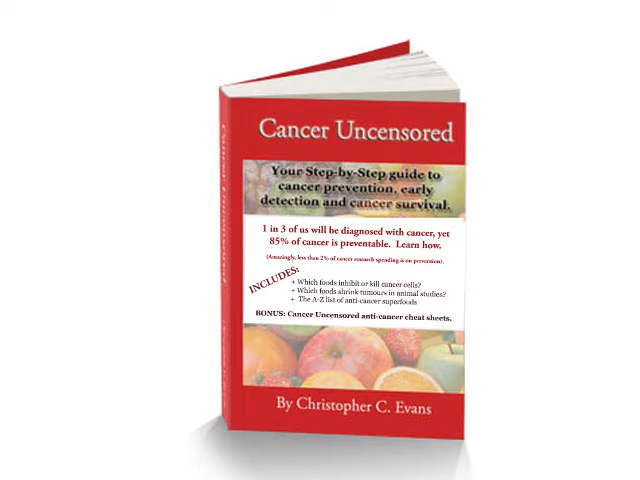 Cancer Uncensored
Your Step-by-Step guide to
cancer prevention, early
detection and cancer survival.
1 in 3 of us will be diagnosed with cancer, yet
85% of cancer is preventable. Learn how.
(Amazingly, less than 2% of cancer research spending is on prevention).
INCLUDES:
+ Which foods inhibit or kill cancer cells?
+ Which foods shrink tumours in animal studies?
+ The A-Z list of anti-cancer superfoods
BONUS: Cancer Uncensored anti-cancer cheat sheets.
By Christopher C. Evans
Cancer Uncensored